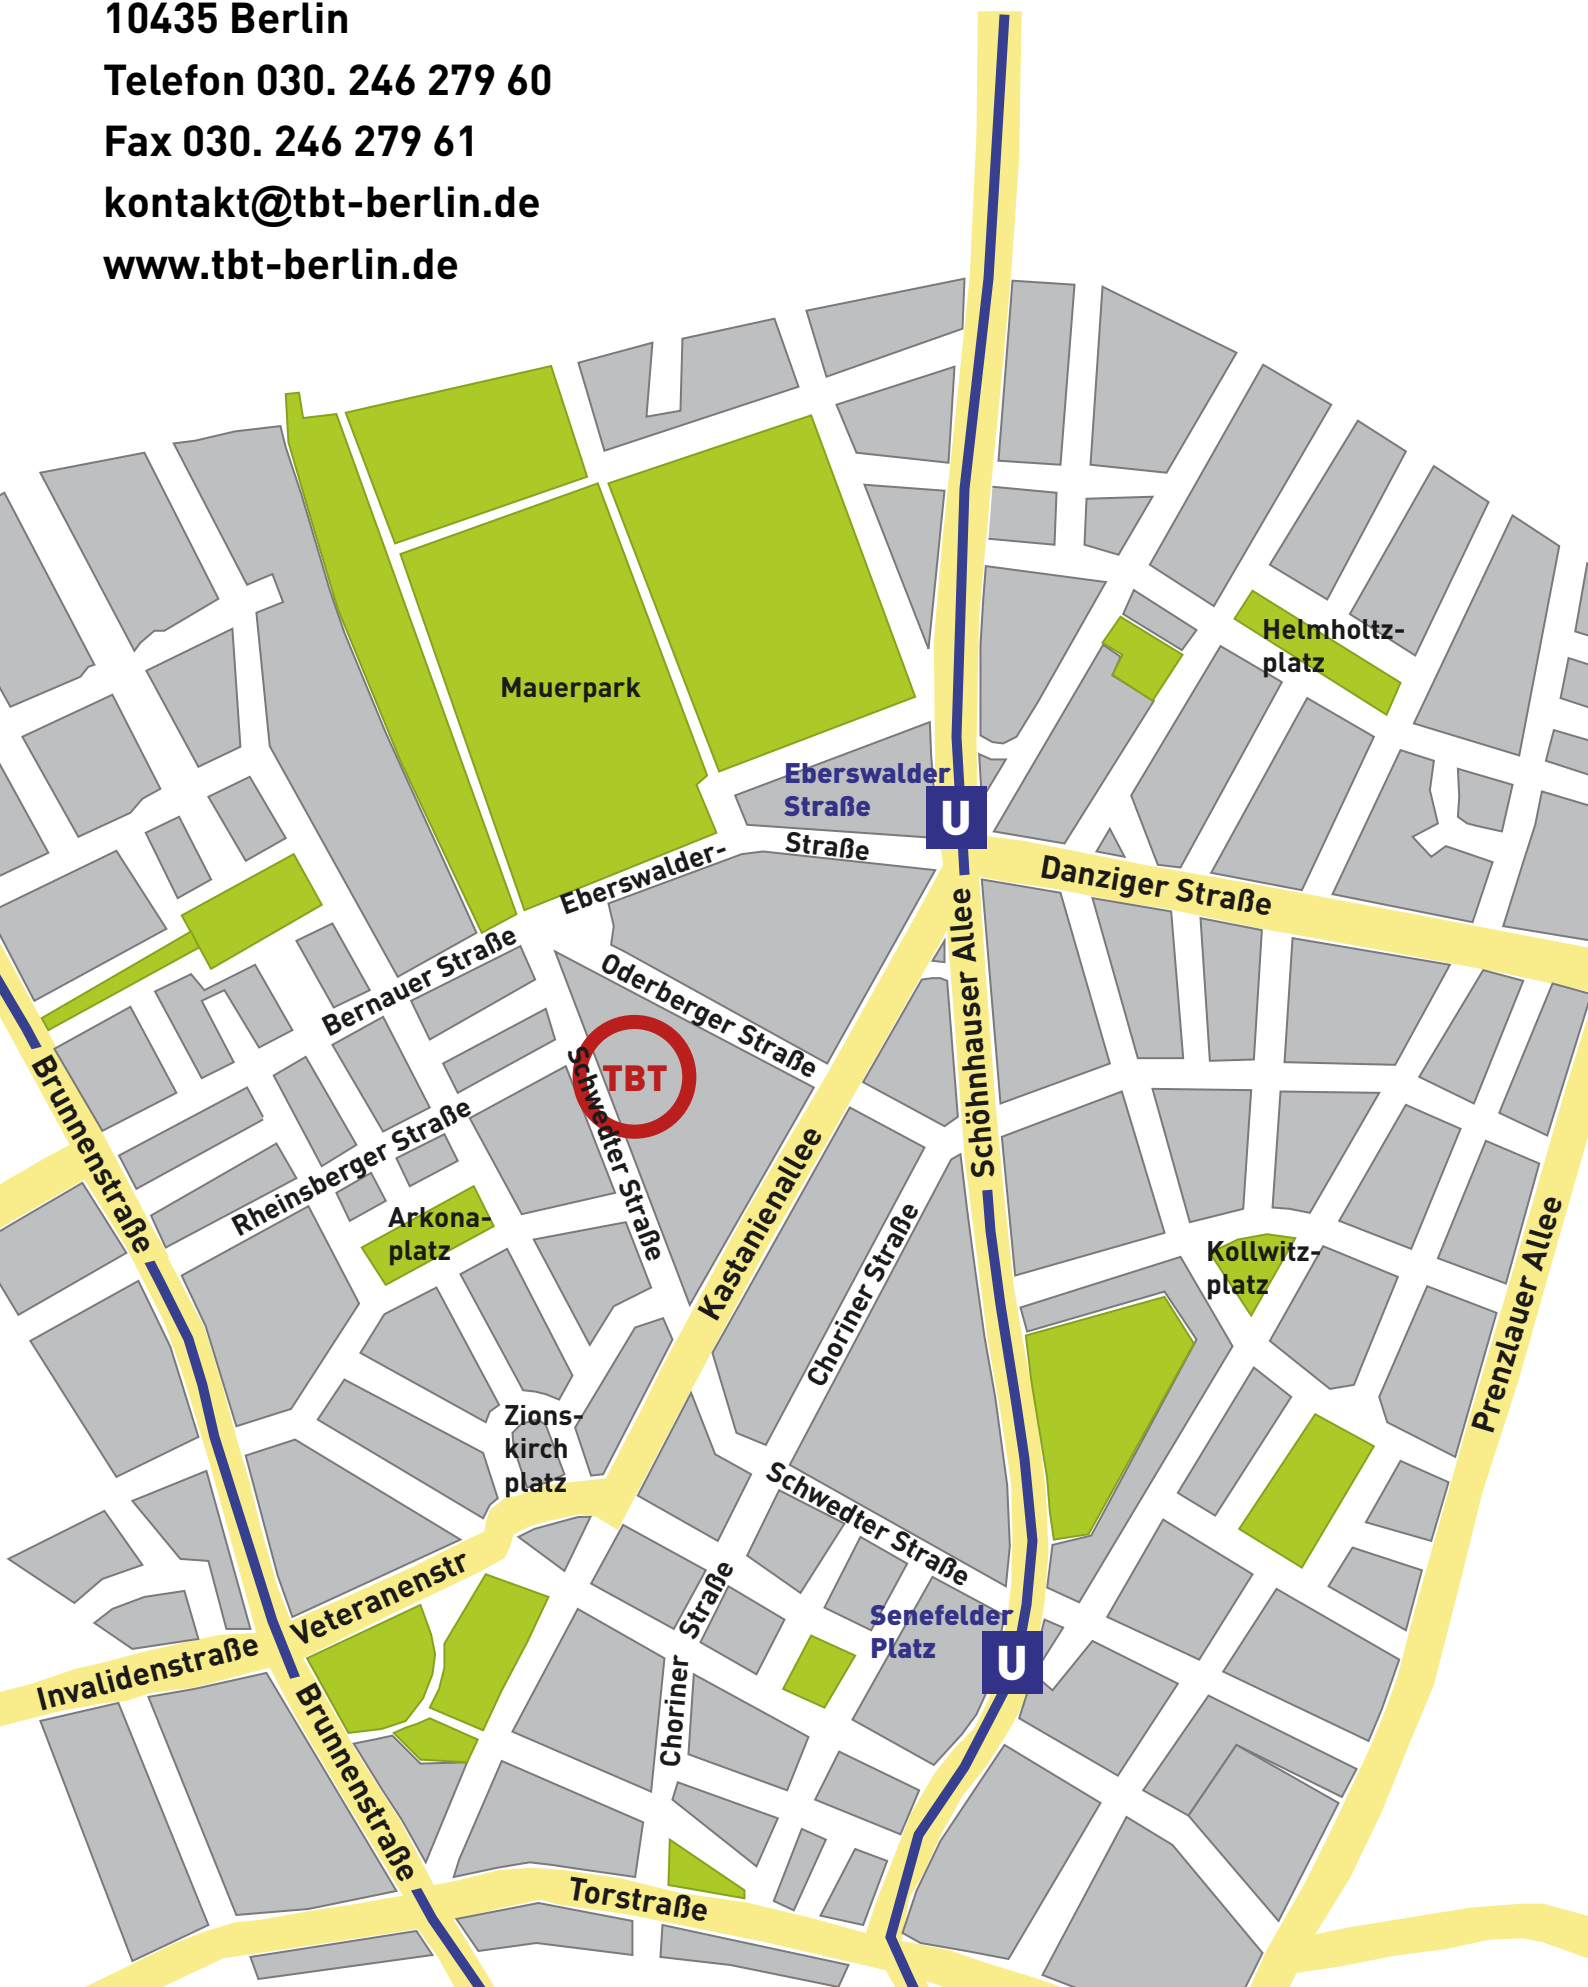 10435 Berlin
Telefon 030. 246 279 60
Fax 030. 246 279 61
kontakt@tbt-berlin.de
www.tbt-berlin.de
Helmholtz-
platz
Mauerpark
Eberswalder
Straße
U
Eberswalder-
Straße
Danziger Straße
Bernauer Straße
Oderberger Straße
Schöhnhauser Allee
TBT
Schwedter Straße
Brunnenstraße
Rheinsberger Straße
Arkona-
platz
Kastanienallee
Choriner Straße
Kollwitz-
platz
Prenzlauer Allee
Zions-
kirch
platz
Schwedter Straße
Veteranenstr
Choriner Straße
Senefelder
Platz
U
Invalidenstraße
Brunnenstraße
Torstraße